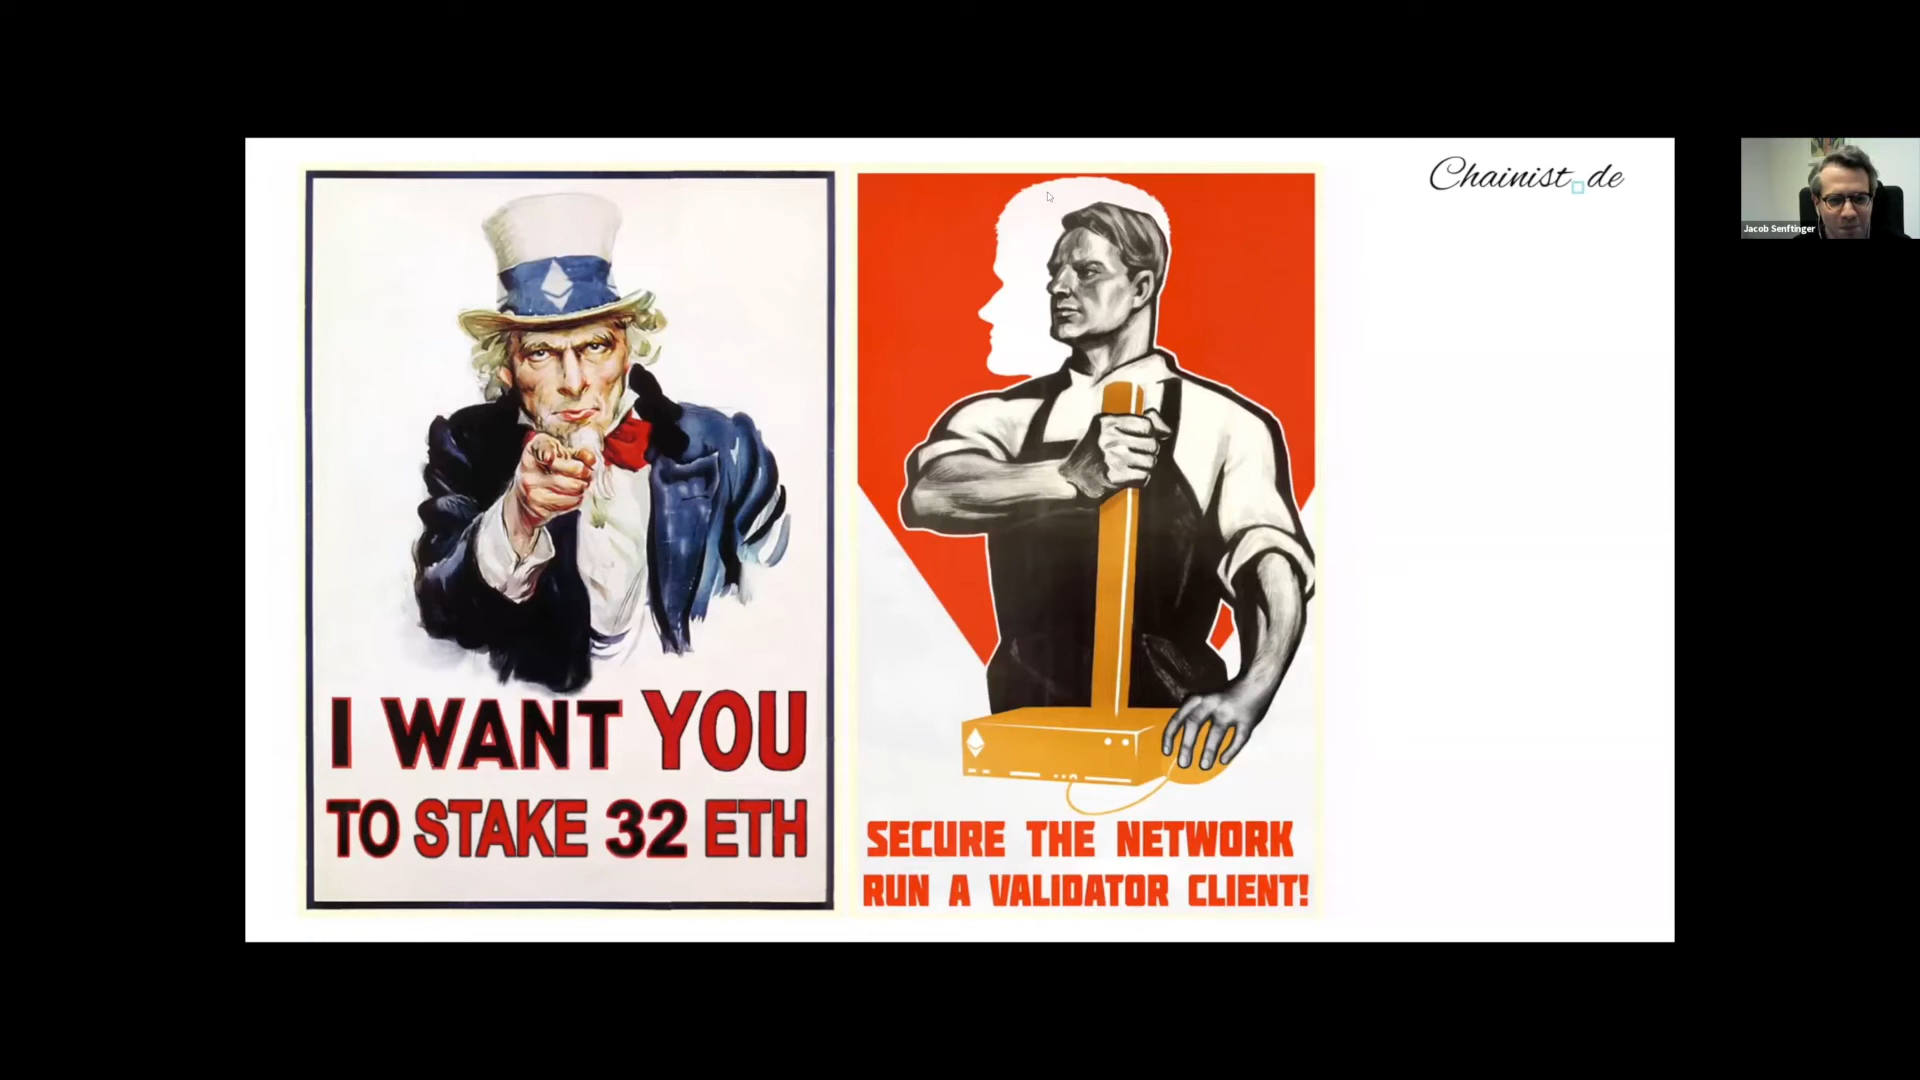 Chainist.de
I WANT YOU
TO STAKE 32 ETH
SECURE THE NETWORK
RUN A VALIDATOR CLIENT!
Jacob Senftinger